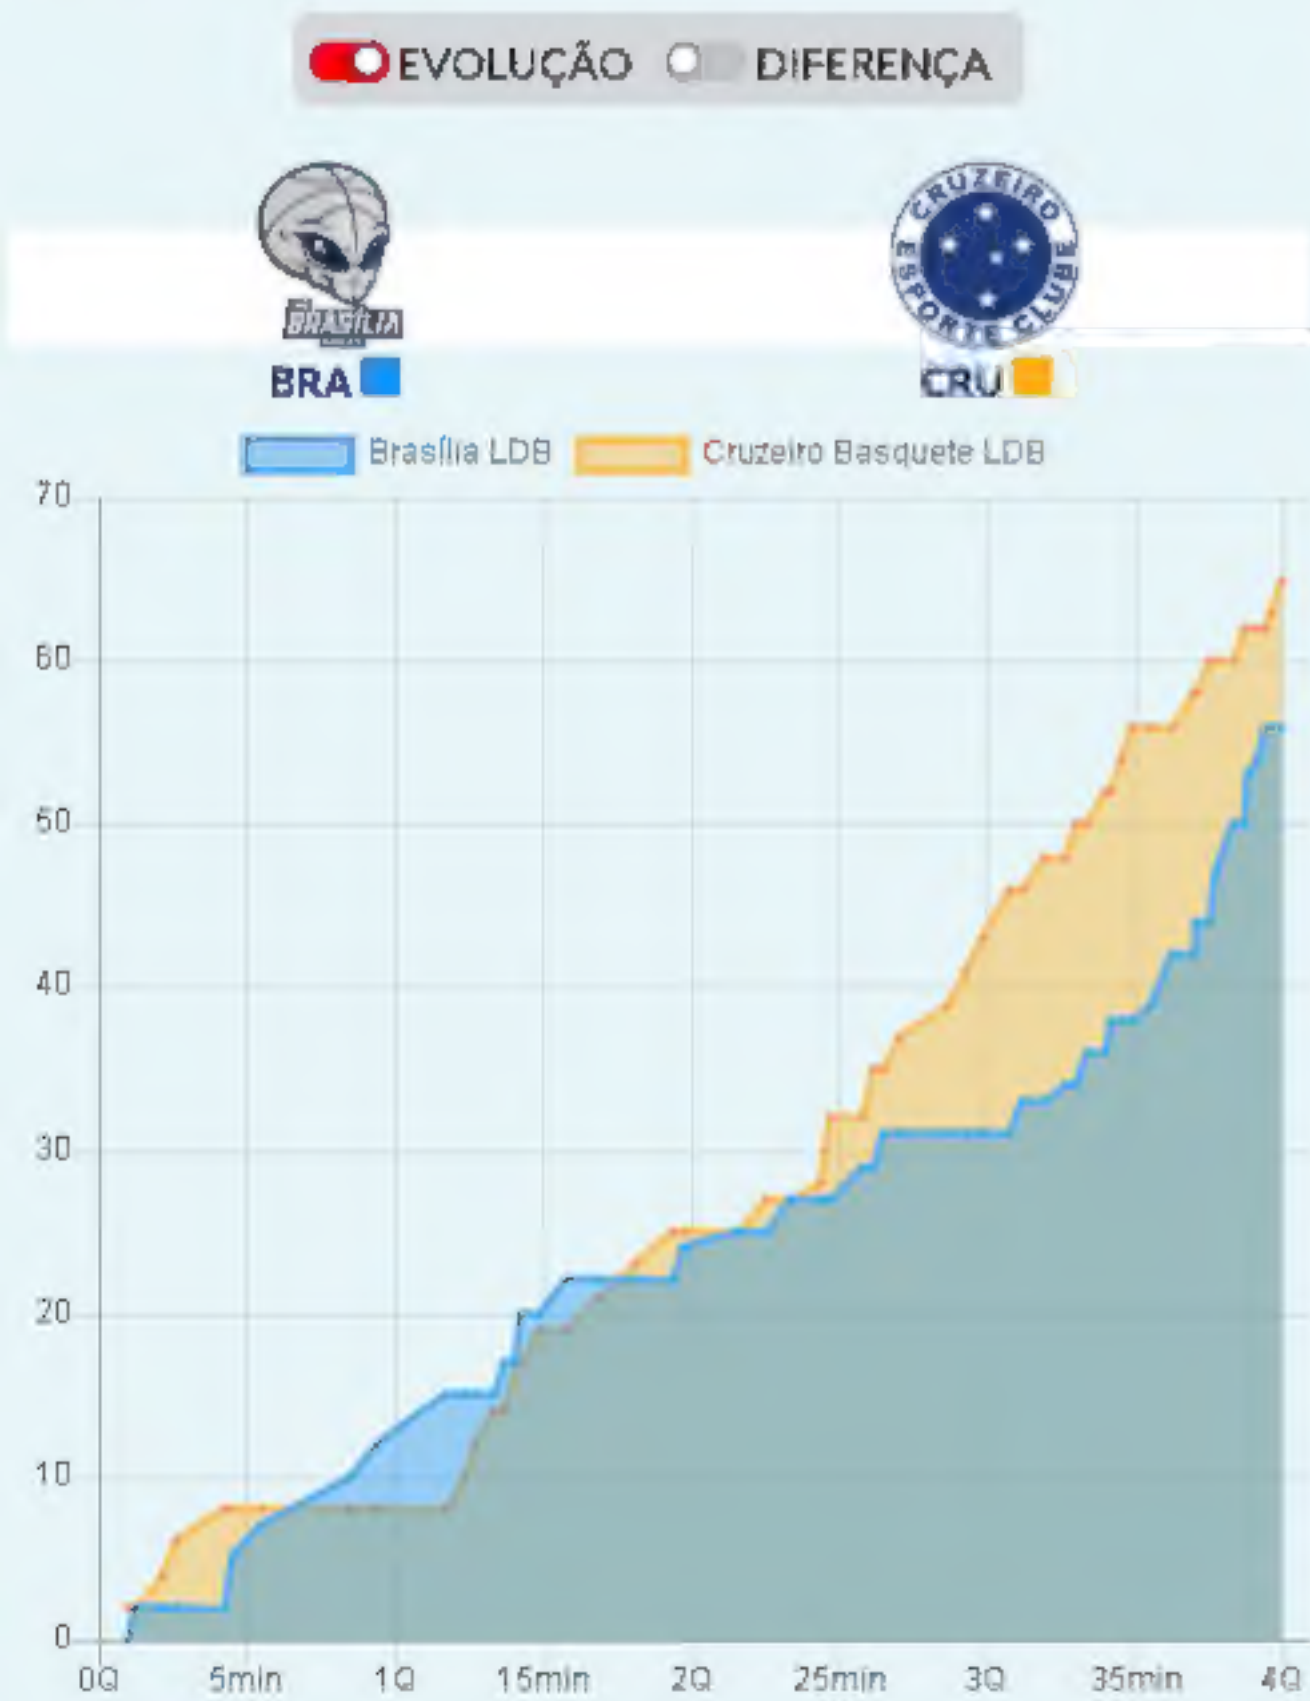 EVOLUÇÃO DIFERENÇA
BRASÍLIA
CRUZEIRO
ESPORTE CLUBE
BRA CRU
Brasília LDB Cruzeiro Basquete LDB
70
60
50
40
30
20
10
0
0Q 5min 1Q 15min 2Q 25min 3Q 35min 4Q